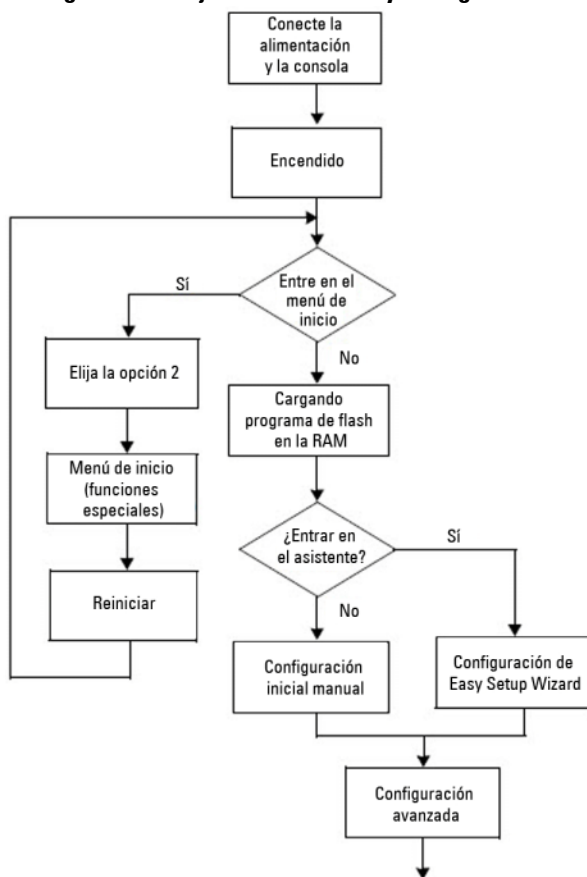 Conecte la
alimentación
y la consola
Encendido
Entre en el
menú de
inicio
Sí
No
Elija la opción 2
Cargando
programa de flash
en la RAM
Menú de inicio
(funciones
especiales)
¿Entrar en
el asistente?
Sí
No
Reiniciar
Configuración
inicial manual
Configuración de
Easy Setup Wizard
Configuración
avanzada